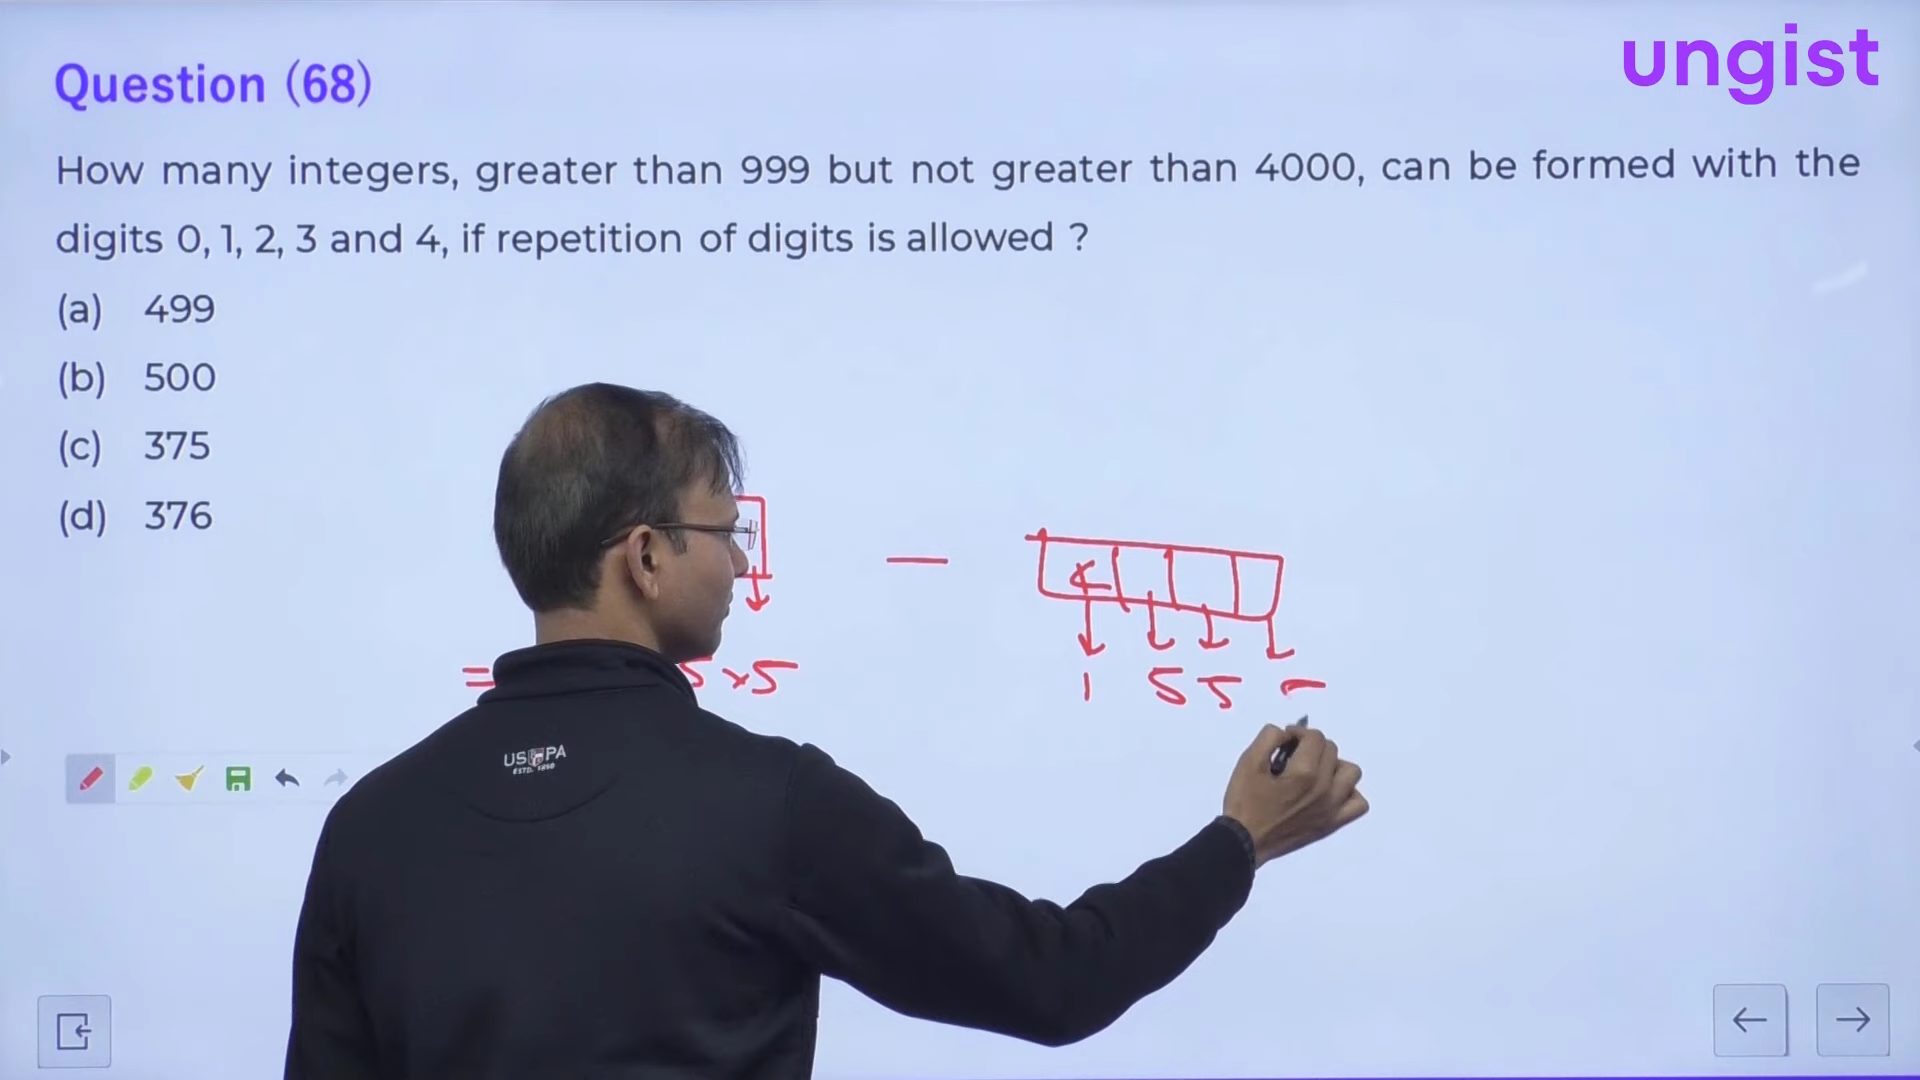 ungist
Question (68)
How many integers, greater than 999 but not greater than 4000, can be formed with the
digits 0, 1, 2, 3 and 4, if repetition of digits is allowed ?
(a) 499
(b) 500
(c) 375
(d) 376
—
= 5 x 5
1 5 5
US PA
ESTD. 1890